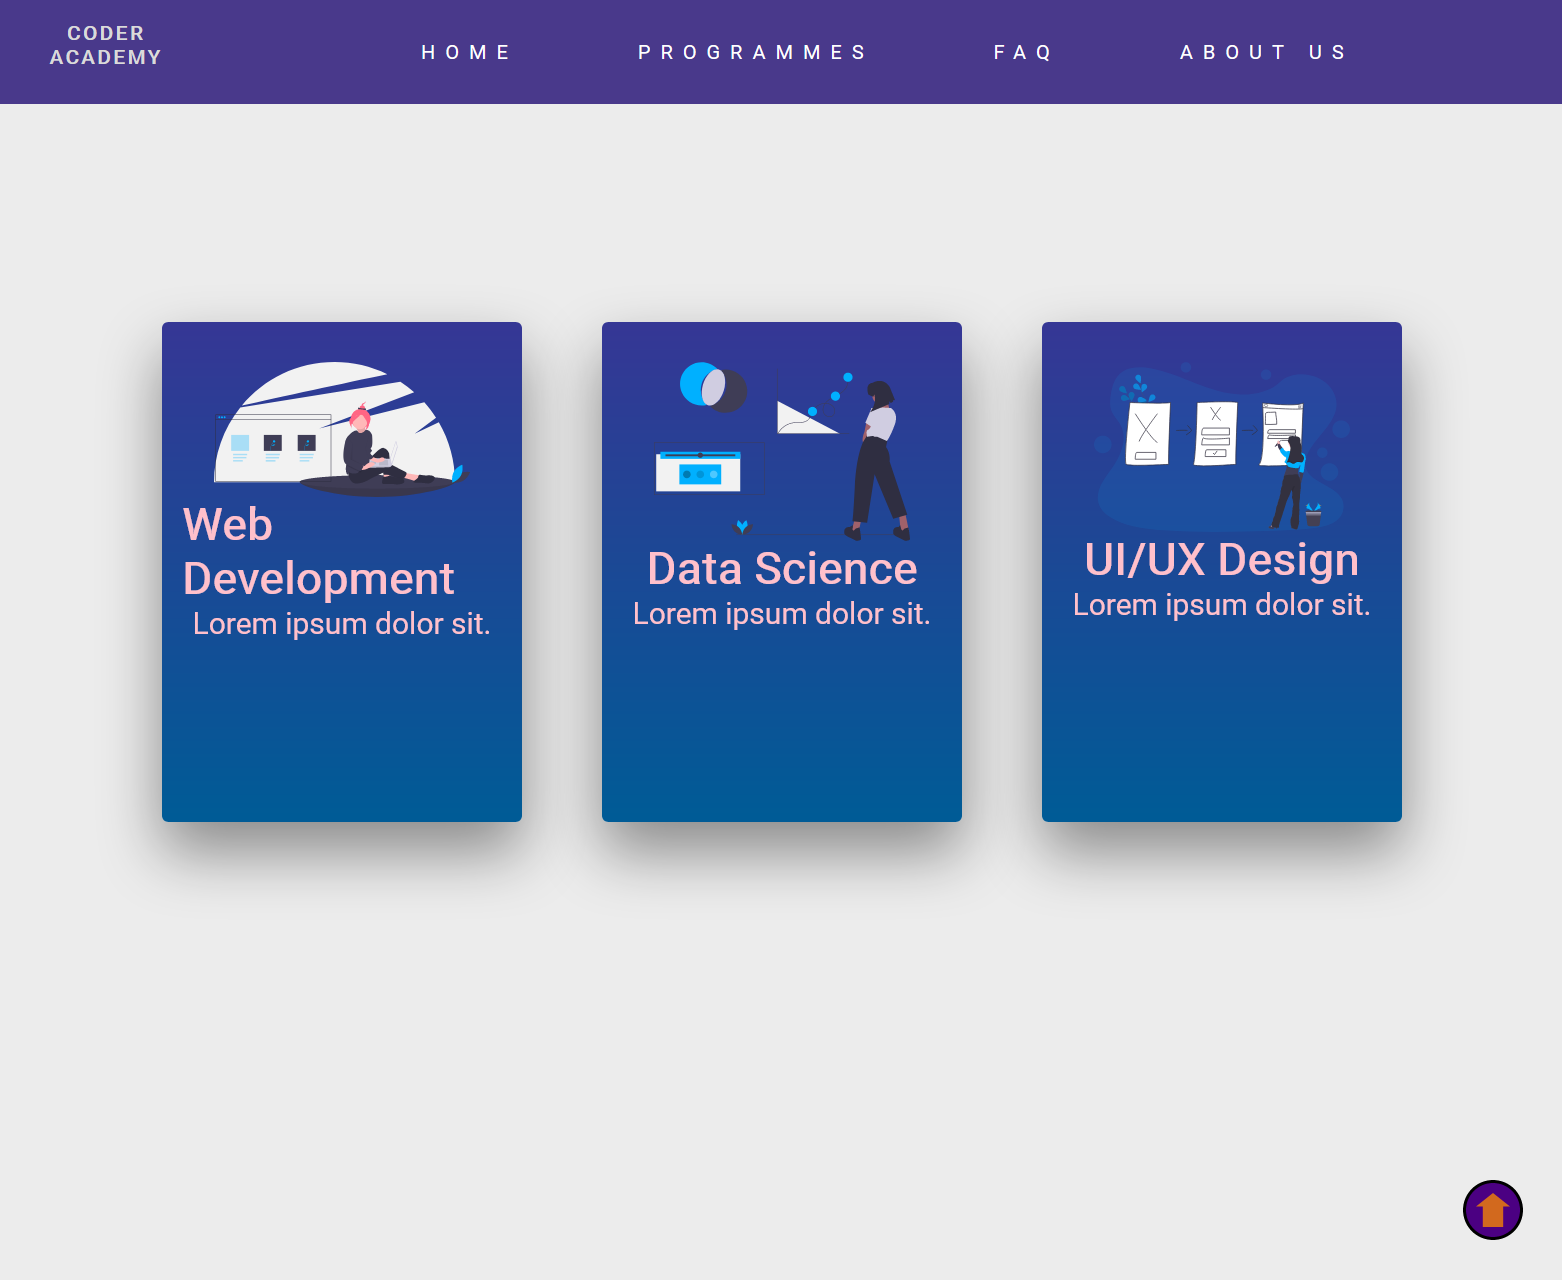 CODER
ACADEMY
HOME
PROGRAMMES
FAQ
ABOUT US
Web
Development
Lorem ipsum dolor sit.
Data Science
Lorem ipsum dolor sit.
UI/UX Design
Lorem ipsum dolor sit.